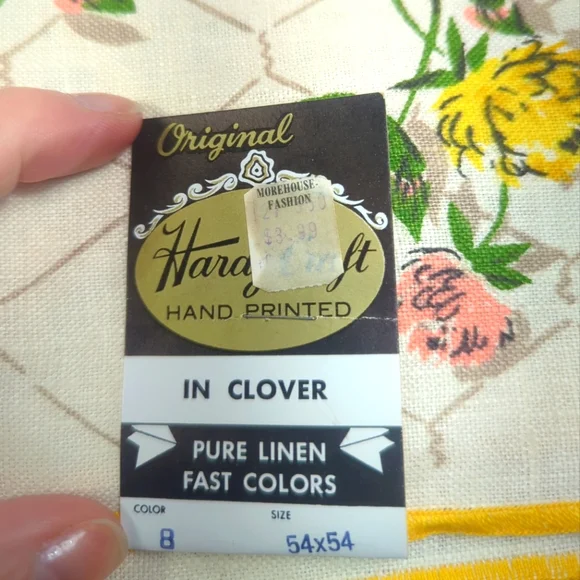 Original
MOREHOUSE-
FASHION
$3.99
HAND PRINTED
IN CLOVER
PURE LINEN
FAST COLORS
COLOR SIZE
8 54x54